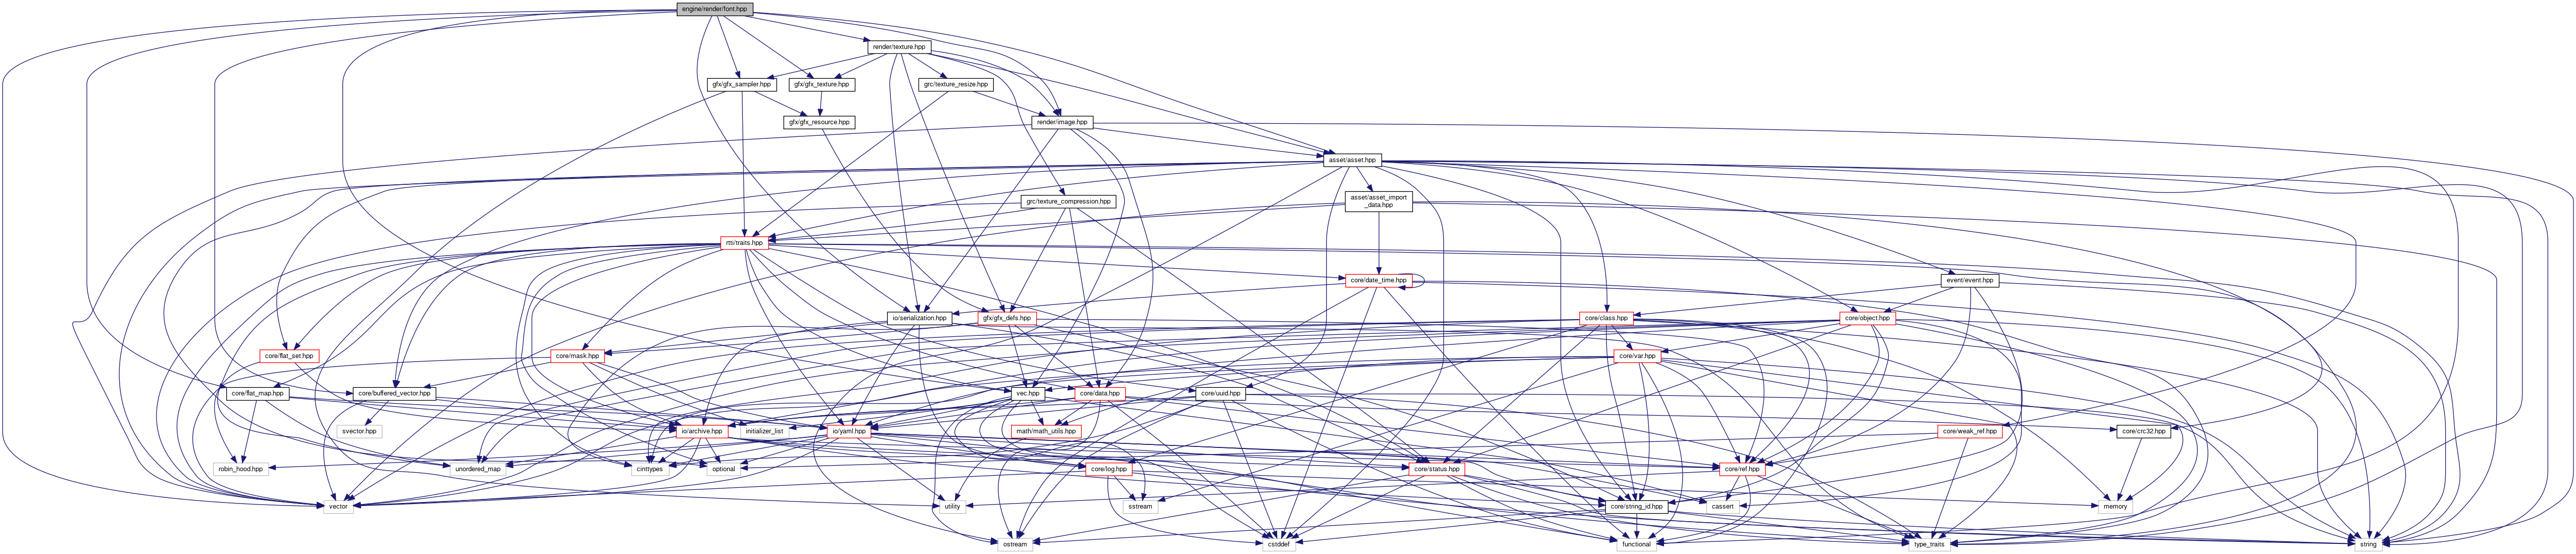 engine/render/font.hpp
render/texture.hpp
gfx/gfx_sampler.hpp
gfx/gfx_texture.hpp
grc/texture_resize.hpp
gfx/gfx_resource.hpp
render/image.hpp
asset/asset.hpp
grc/texture_compression.hpp
asset/asset_import
_data.hpp
rtti/traits.hpp
core/date_time.hpp
event/event.hpp
io/serialization.hpp
gfx/gfx_defs.hpp
core/class.hpp
core/object.hpp
core/flat_set.hpp
core/mask.hpp
core/var.hpp
core/flat_map.hpp
core/buffered_vector.hpp
vec.hpp
core/data.hpp
core/uuid.hpp
svector.hpp
io/archive.hpp
initializer_list
io/yaml.hpp
math/math_utils.hpp
core/weak_ref.hpp
core/crc32.hpp
robin_hood.hpp
unordered_map
cinttypes
optional
core/log.hpp
core/status.hpp
core/ref.hpp
vector
utility
sstream
core/string_id.hpp
cassert
memory
ostream
cstddef
functional
type_traits
string